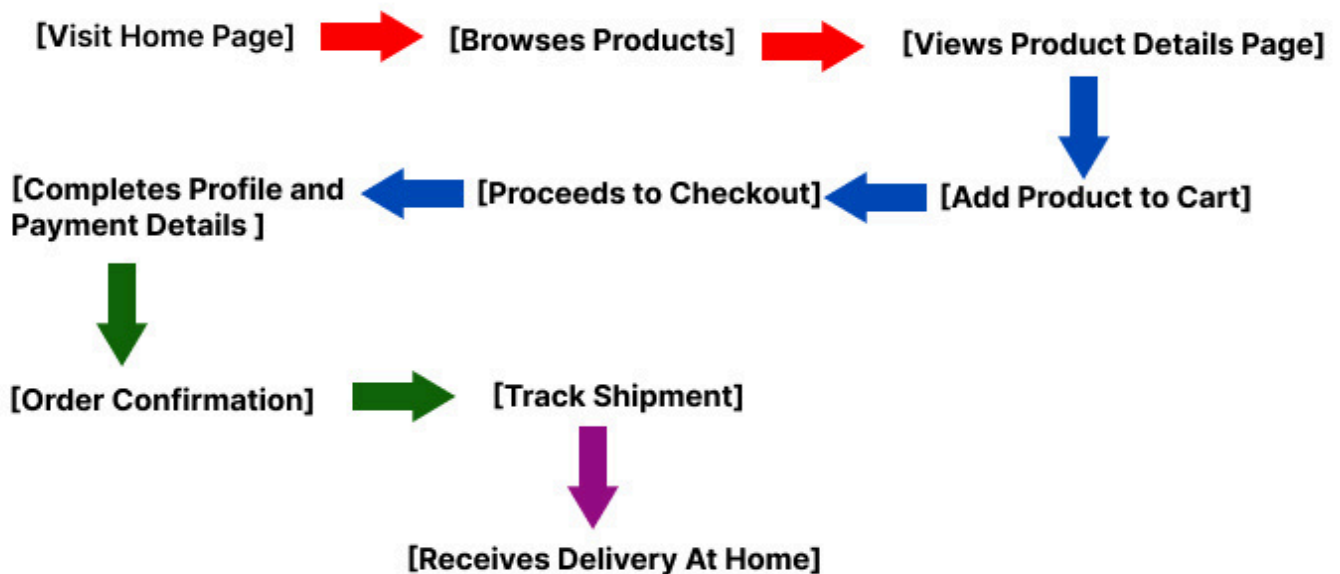 [Visit Home Page]
[Browses Products]
[Views Product Details Page]
[Completes Profile and
Payment Details ]
[Proceeds to Checkout]
[Add Product to Cart]
[Order Confirmation]
[Track Shipment]
[Receives Delivery At Home]